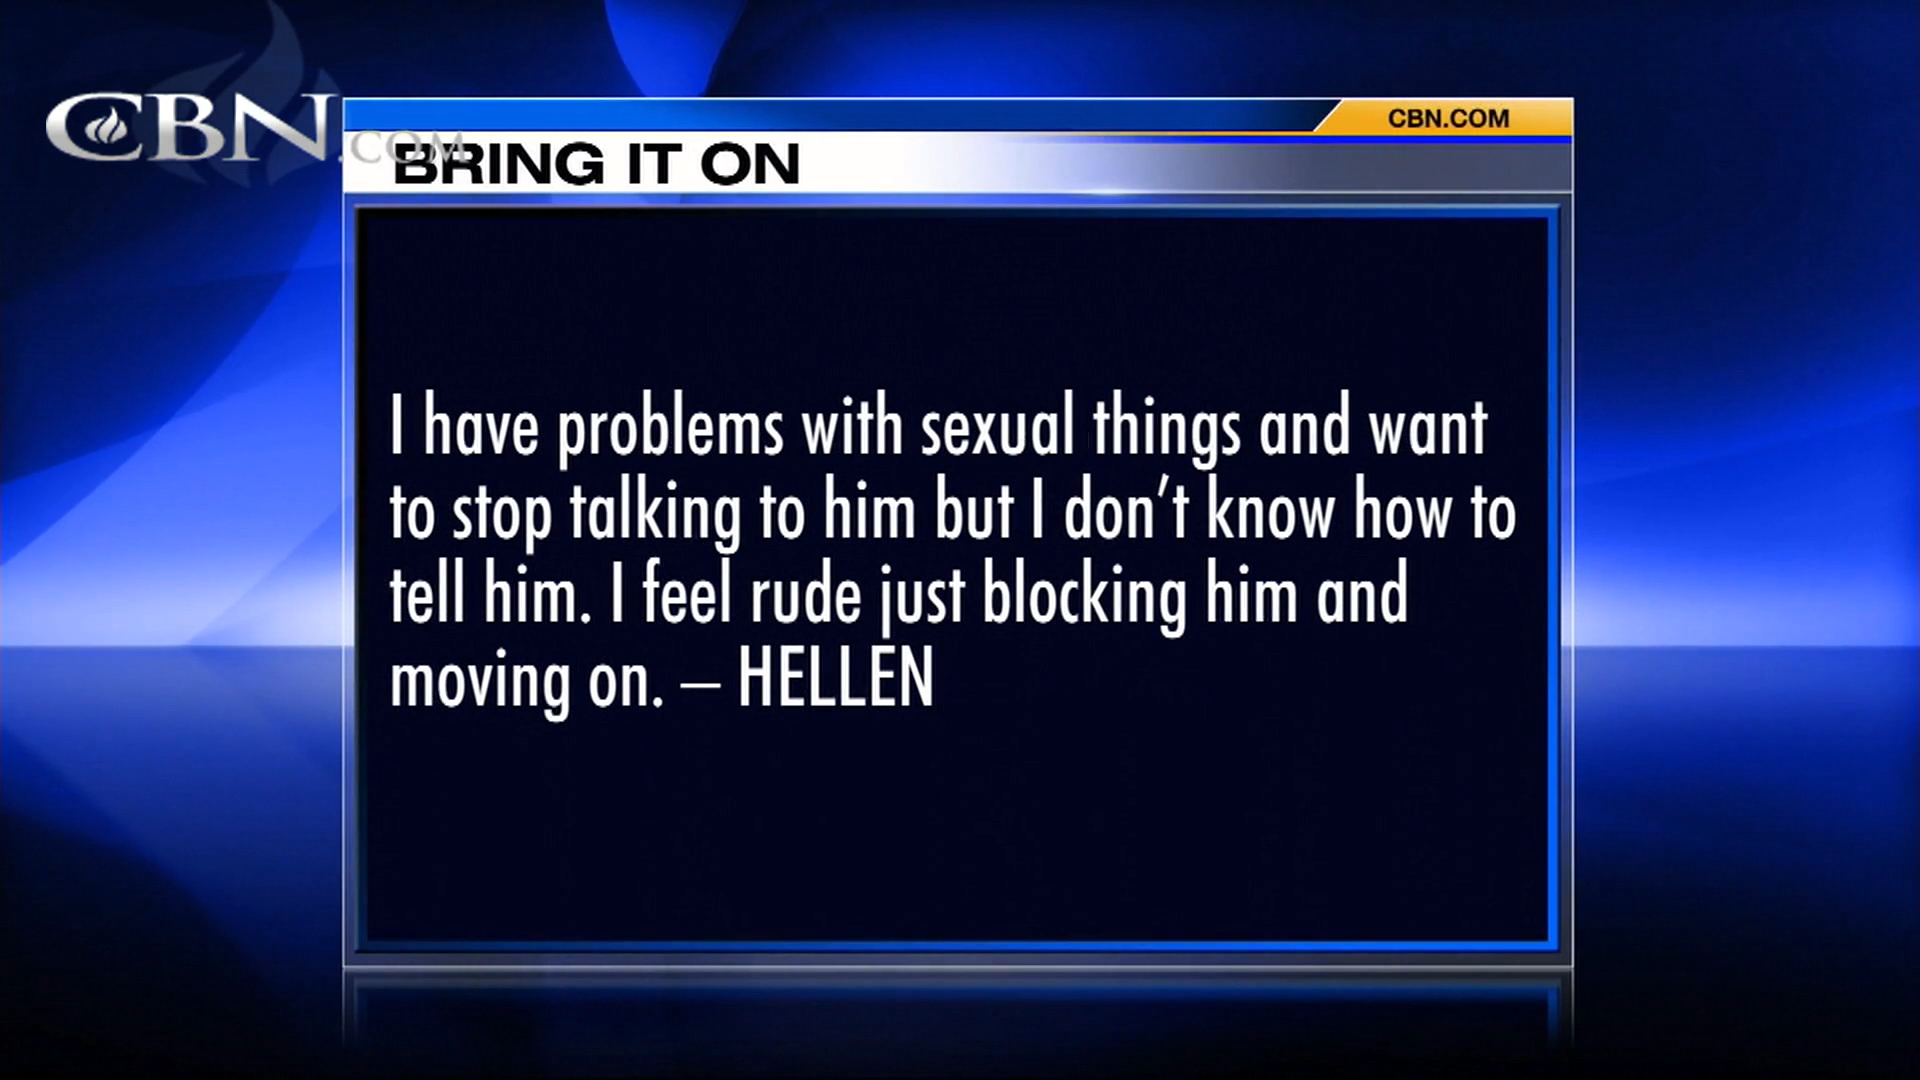 CBN.COM
CBN.COM
BRING IT ON
I have problems with sexual things and want
to stop talking to him but I don’t know how to
tell him. I feel rude just blocking him and
moving on. – HELLEN